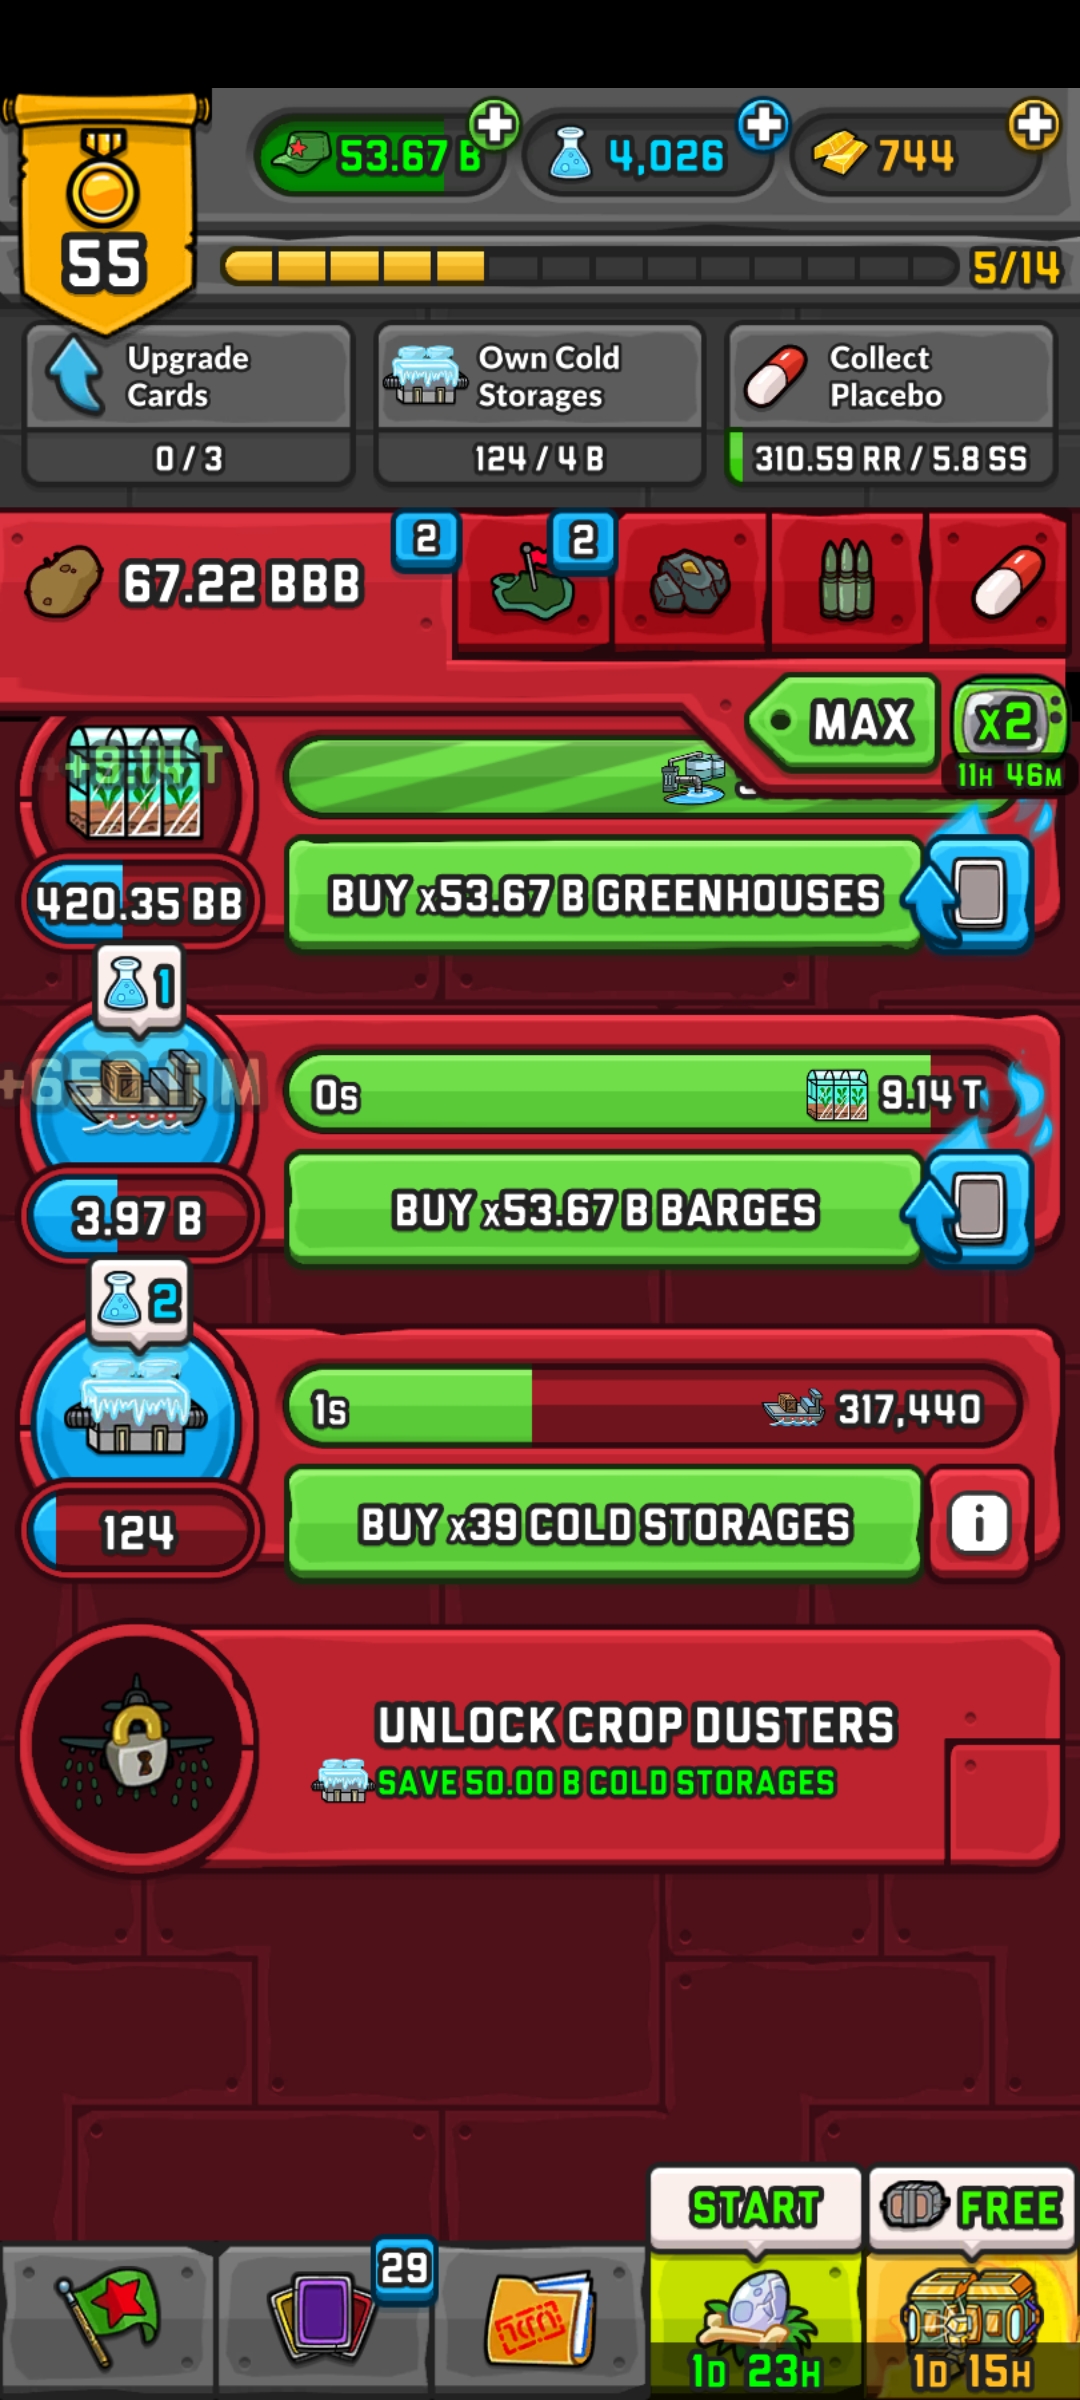 55
53.67 B
4,026
744
5/14
Upgrade
Cards
0 / 3
Own Cold
Storages
124 / 4 B
Collect
Placebo
310.59 RR / 5.8 SS
67.22 BBB
2
2
MAX
x2
11H 46M
+9.14 T
420.35 BB
BUY x53.67 B GREENHOUSES
1
3.97 B
0s
9.14 T
BUY x53.67 B BARGES
2
124
1s
317,440
BUY x39 COLD STORAGES
i
UNLOCK CROP DUSTERS
SAVE 50.00 B COLD STORAGES
START
FREE
29
1D 23H
1D 15H